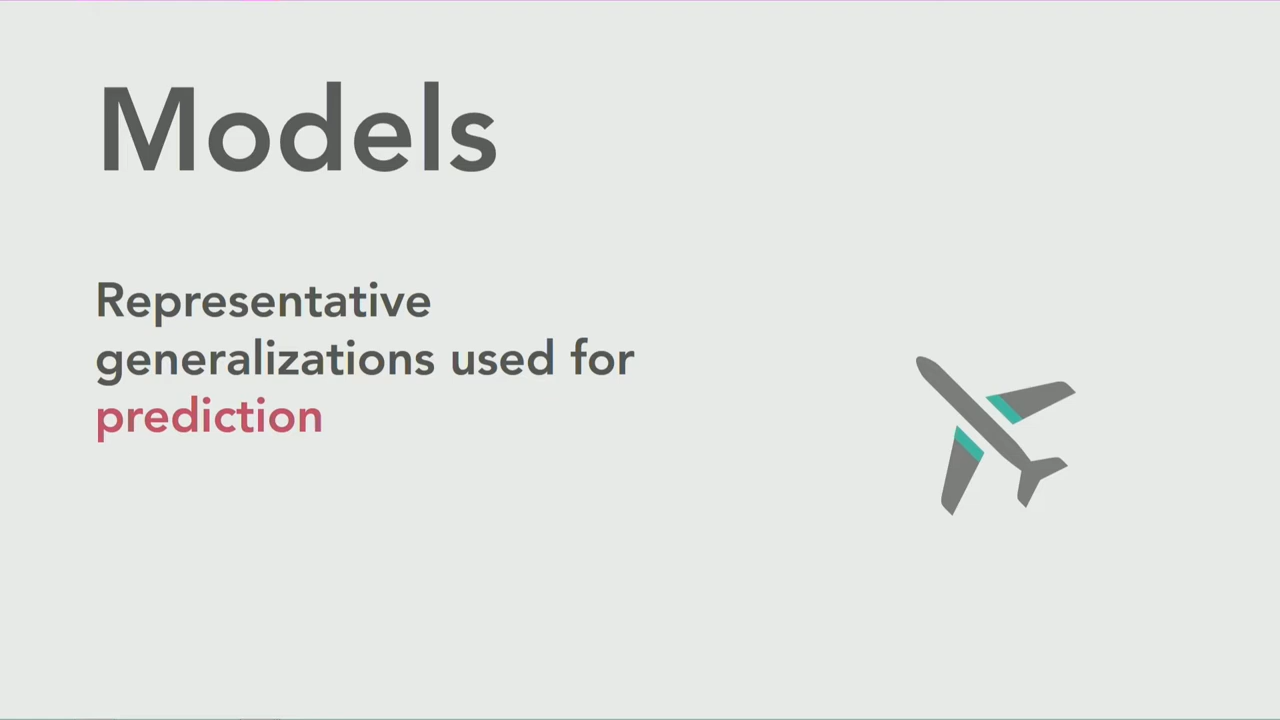 Models
Representative
generalizations used for
prediction